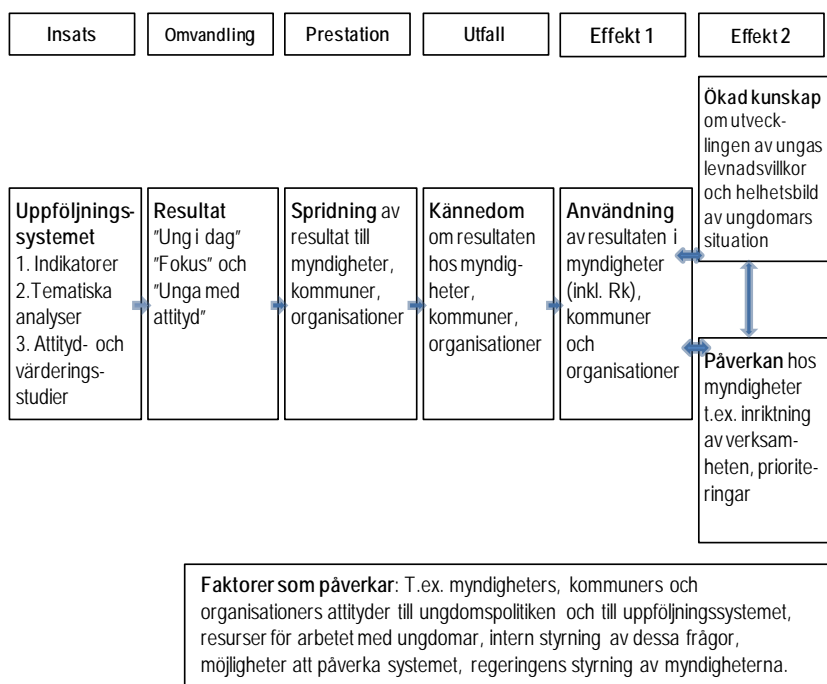 Insats
Omvandling
Prestation
Utfall
Effekt 1
Effekt 2
Uppföljnings-
systemet
1. Indikatorer
2.Tematiska
analyser
3. Attityd- och
värderings-
studier
Resultat
”Ung i dag”
”Fokus” och
”Unga med
attityd”
Spridning av
resultat till
myndigheter,
kommuner,
organisationer
Kännedom
om resultaten
hos myndig-
heter,
kommuner,
organisationer
Användning
av resultaten i
myndigheter
(inkl. Rk),
kommuner
och
organisationer
Ökad kunskap
om utveck-
lingen av ungas
levnadsvillkor
och helhetsbild
av ungdomars
situation
Påverkan hos
myndigheter
t.ex. inriktning
av verksam-
heten, priorite-
ringar
Faktorer som påverkar: T.ex. myndigheters, kommuners och
organisationers attityder till ungdomspolitiken och till uppföljningssystemet,
resurser för arbetet med ungdomar, intern styrning av dessa frågor,
möjligheter att påverka systemet, regeringens styrning av myndigheterna.